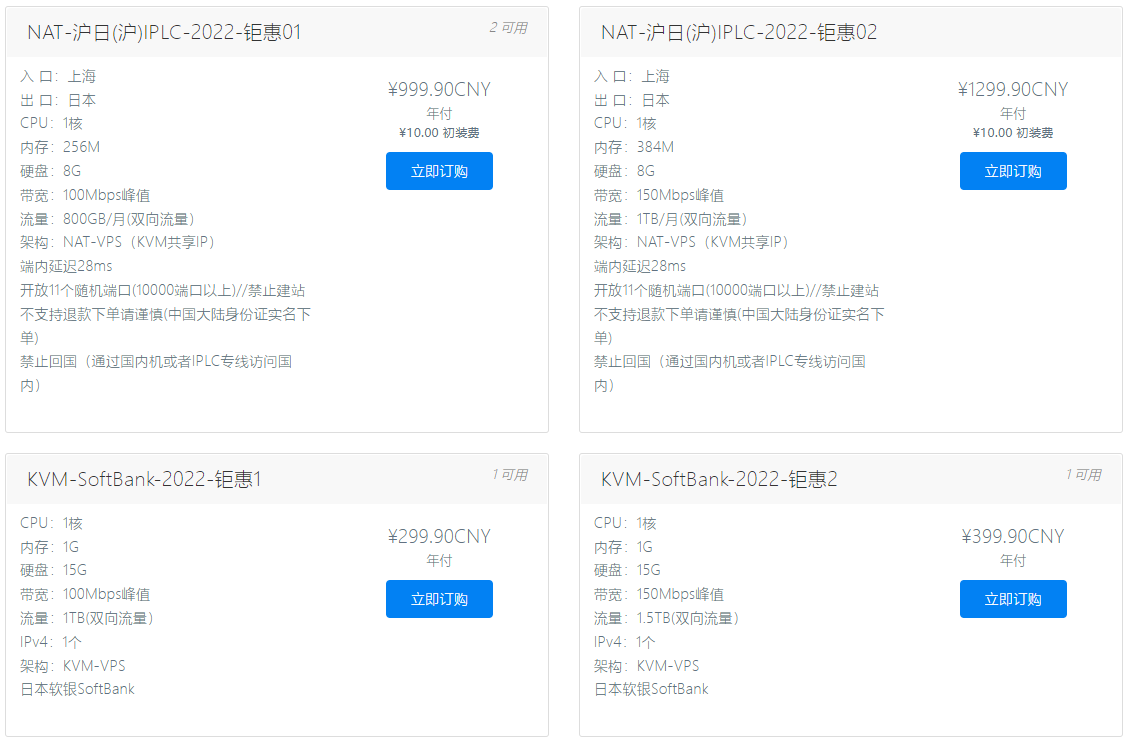 NAT-沪日(沪)IPLC-2022-钜惠01
2 可用
入 口：上海
出 口：日本
CPU：1核
内存：256M
硬盘：8G
带宽：100Mbps峰值
流量：800GB/月(双向流量）
架构：NAT-VPS（KVM共享IP）
端内延迟28ms
开放11个随机端口(10000端口以上)//禁止建站
不支持退款下单请谨慎(中国大陆身份证实名下
单)
禁止回国（通过国内机或者IPLC专线访问国
内）
¥999.90CNY
年付
¥10.00 初装费
立即订购
NAT-沪日(沪)IPLC-2022-钜惠02
入 口：上海
出 口：日本
CPU：1核
内存：384M
硬盘：8G
带宽：150Mbps峰值
流量：1TB/月(双向流量）
架构：NAT-VPS（KVM共享IP）
端内延迟28ms
开放11个随机端口(10000端口以上)//禁止建站
不支持退款下单请谨慎(中国大陆身份证实名下
单)
禁止回国（通过国内机或者IPLC专线访问国
内）
¥1299.90CNY
年付
¥10.00 初装费
立即订购
KVM-SoftBank-2022-钜惠1
1 可用
CPU：1核
内存：1G
硬盘：15G
带宽：100Mbps峰值
流量：1TB(双向流量）
IPv4：1个
架构：KVM-VPS
日本软银SoftBank
¥299.90CNY
年付
立即订购
KVM-SoftBank-2022-钜惠2
1 可用
CPU：1核
内存：1G
硬盘：15G
带宽：150Mbps峰值
流量：1.5TB(双向流量）
IPv4：1个
架构：KVM-VPS
日本软银SoftBank
¥399.90CNY
年付
立即订购